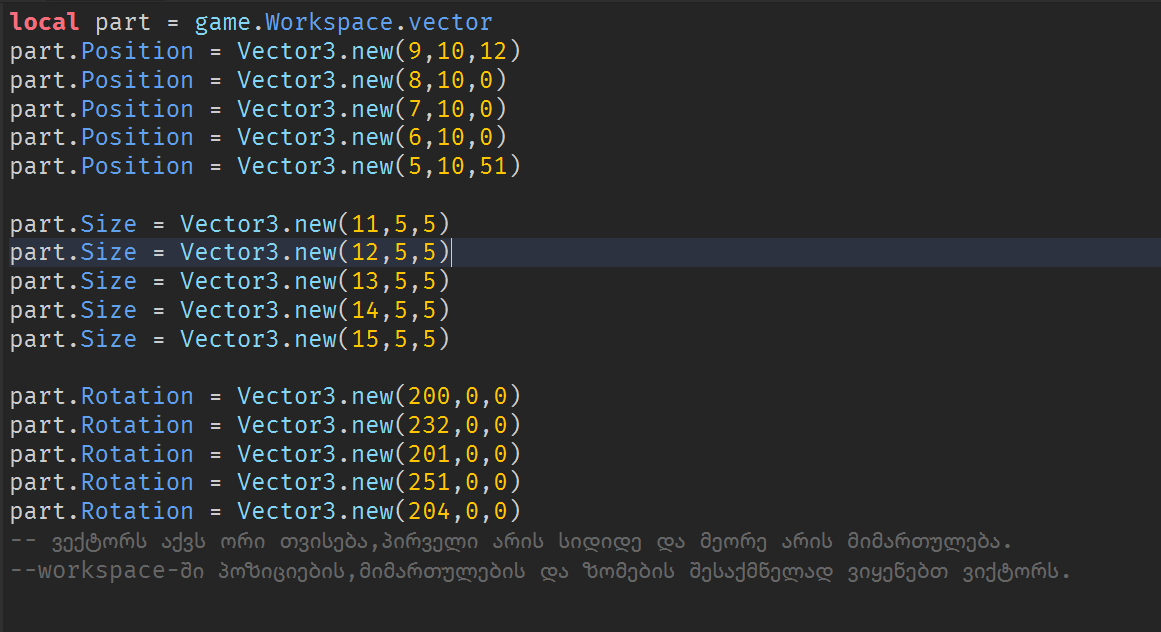 local part = game.Workspace.vector
part.Position = Vector3.new(9,10,12)
part.Position = Vector3.new(8,10,0)
part.Position = Vector3.new(7,10,0)
part.Position = Vector3.new(6,10,0)
part.Position = Vector3.new(5,10,51)
part.Size = Vector3.new(11,5,5)
part.Size = Vector3.new(12,5,5)
part.Size = Vector3.new(13,5,5)
part.Size = Vector3.new(14,5,5)
part.Size = Vector3.new(15,5,5)
part.Rotation = Vector3.new(200,0,0)
part.Rotation = Vector3.new(232,0,0)
part.Rotation = Vector3.new(201,0,0)
part.Rotation = Vector3.new(251,0,0)
part.Rotation = Vector3.new(204,0,0)
-- ვექტორს აქვს ორი თვისება,პირველი არის სიდიდე და მეორე არის მიმართულება.
--workspace-ში პოზიციების,მიმართულების და ზომების შესაქმნელად ვიყენებთ ვიქტორს.